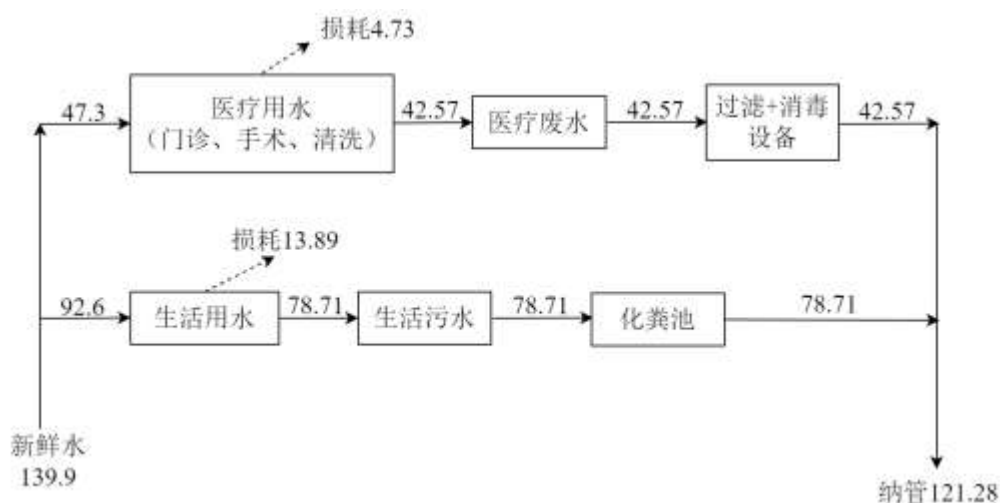 损耗4.73
47.3
医疗用水
（门诊、手术、清洗）
42.57
医疗废水
42.57
过滤+消毒
设备
42.57
损耗13.89
92.6
生活用水
78.71
生活污水
78.71
化粪池
78.71
新鲜水
139.9
纳管121.28